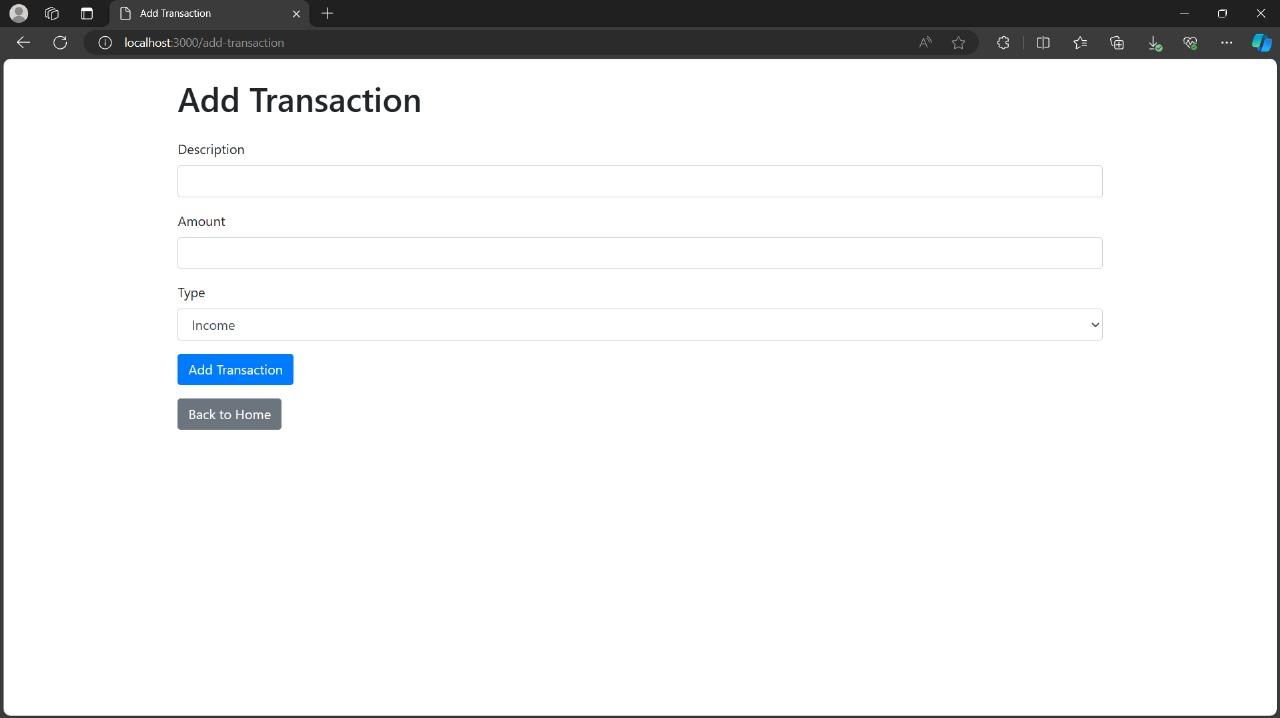 Add Transaction
localhost:3000/add-transaction
Add Transaction
Description
Amount
Type
Income
Add Transaction
Back to Home